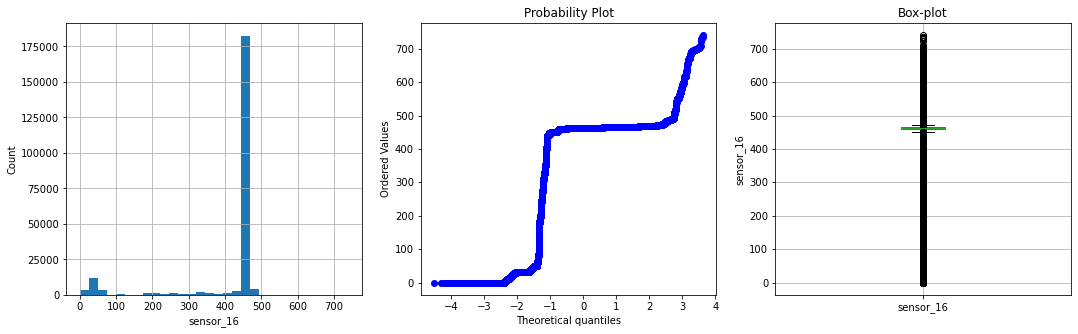 Probability Plot
Box-plot
175000
150000
125000
100000
75000
50000
25000
0
Count
0 100 200 300 400 500 600 700
sensor_16
700
600
500
400
300
200
100
0
Ordered Values
−4 −3 −2 −1 0 1 2 3 4
Theoretical quantiles
700
600
500
400
300
200
100
0
sensor_16
sensor_16